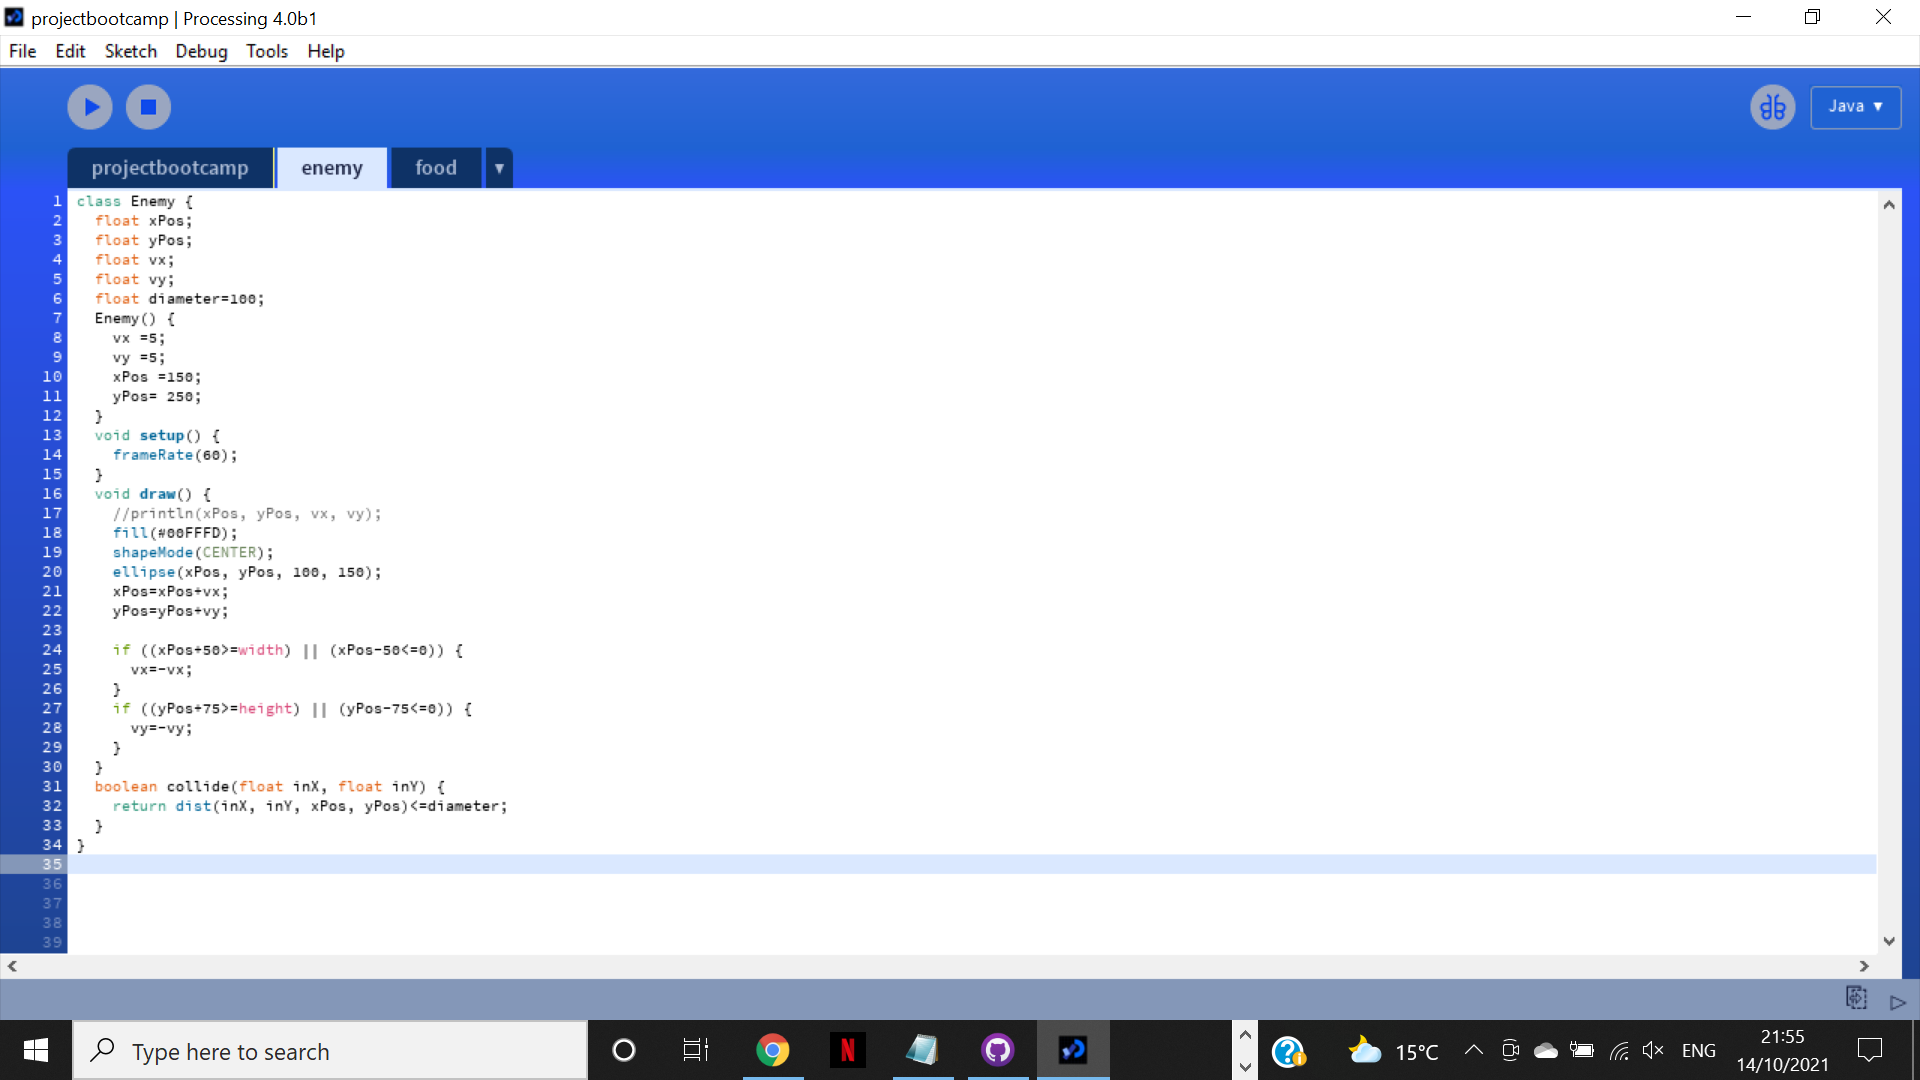 projectbootcamp | Processing 4.0b1
File Edit Sketch Debug Tools Help
Java ▼
projectbootcamp enemy food ▼
1 class Enemy {
2 float xPos;
3 float yPos;
4 float vx;
5 float vy;
6 float diameter=100;
7 Enemy() {
8 vx =5;
9 vy =5;
10 xPos =150;
11 yPos= 250;
12 }
13 void setup() {
14 frameRate(60);
15 }
16 void draw() {
17 //println(xPos, yPos, vx, vy);
18 fill(#00FFFD);
19 shapeMode(CENTER);
20 ellipse(xPos, yPos, 100, 150);
21 xPos=xPos+vx;
22 yPos=yPos+vy;
23
24 if ((xPos+50>=width) || (xPos-50<=0)) {
25 vx=-vx;
26 }
27 if ((yPos+75>=height) || (yPos-75<=0)) {
28 vy=-vy;
29 }
30 }
31 boolean collide(float inX, float inY) {
32 return dist(inX, inY, xPos, yPos)<=diameter;
33 }
34 }
35
36
37
38
39
Type here to search
N
15°C
ENG
21:55
14/10/2021